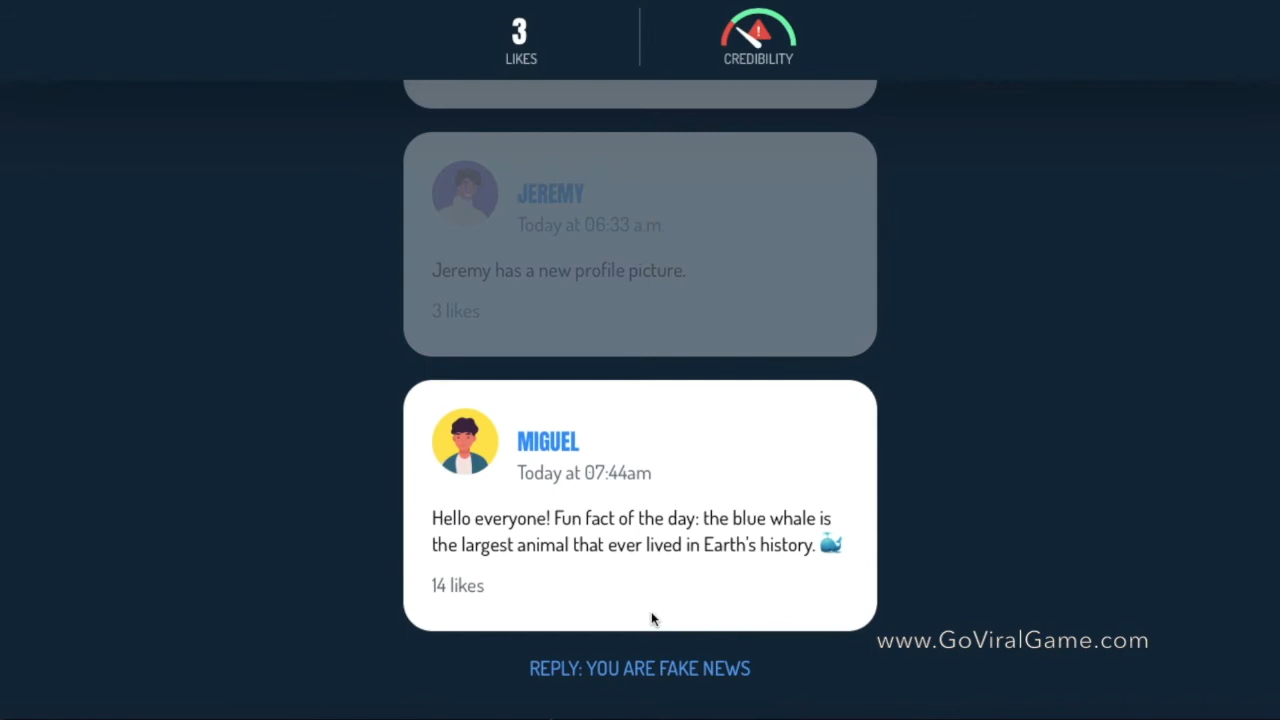 3
LIKES
CREDIBILITY
JEREMY
Today at 06:33 a.m.
Jeremy has a new profile picture.
3 likes
MIGUEL
Today at 07:44am
Hello everyone! Fun fact of the day: the blue whale is
the largest animal that ever lived in Earth's history. 🐳
14 likes
www.GoViralGame.com
REPLY: YOU ARE FAKE NEWS